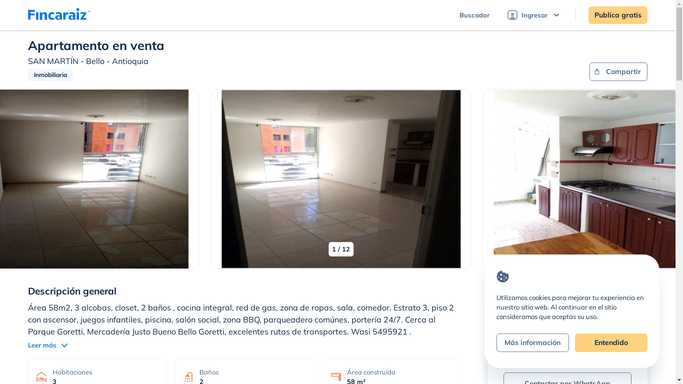 Fincaraiz
Buscador
Ingresar
Publica gratis
Apartamento en venta
SAN MARTÍN - Bello - Antioquia
Inmobiliaria
Compartir
1 / 12
Descripción general
Área 58m2, 3 alcobas, closet, 2 baños , cocina integral, red de gas, zona de ropas, sala, comedor. Estrato 3, piso 2
con ascensor, juegos infantiles, piscina, salón social, zona BBQ, parqueadero comúnes, portería 24/7. Cerca al
Parque Goretti, Mercadería Justo Bueno Bello Goretti, excelentes rutas de transportes. Wasi 5495921 .
Leer más
Habitaciones
3
Baños
2
Área construida
58 m²
Utilizamos cookies para mejorar tu experiencia en
nuestro sitio web. Al continuar en el sitio
consideramos que aceptas su uso.
Más información
Entendido
Contactar por WhatsApp